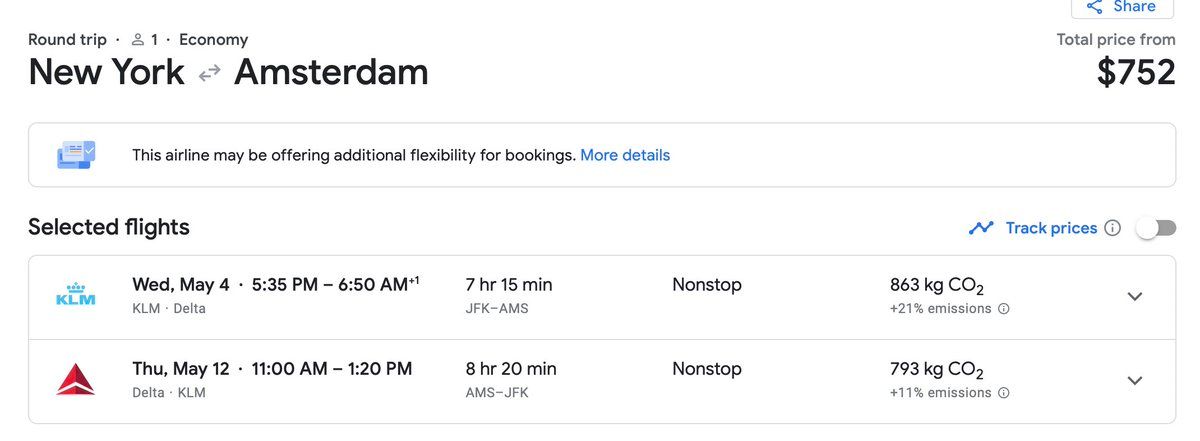 Share
Round trip · 1 · Economy
Total price from
New York Amsterdam
$752
This airline may be offering additional flexibility for bookings. More details
Selected flights
Track prices
KLM
Wed, May 4 · 5:35 PM – 6:50 AM+1
7 hr 15 min
Nonstop
863 kg CO2
KLM · Delta
JFK–AMS
+21% emissions
Thu, May 12 · 11:00 AM – 1:20 PM
8 hr 20 min
Nonstop
793 kg CO2
Delta · KLM
AMS–JFK
+11% emissions